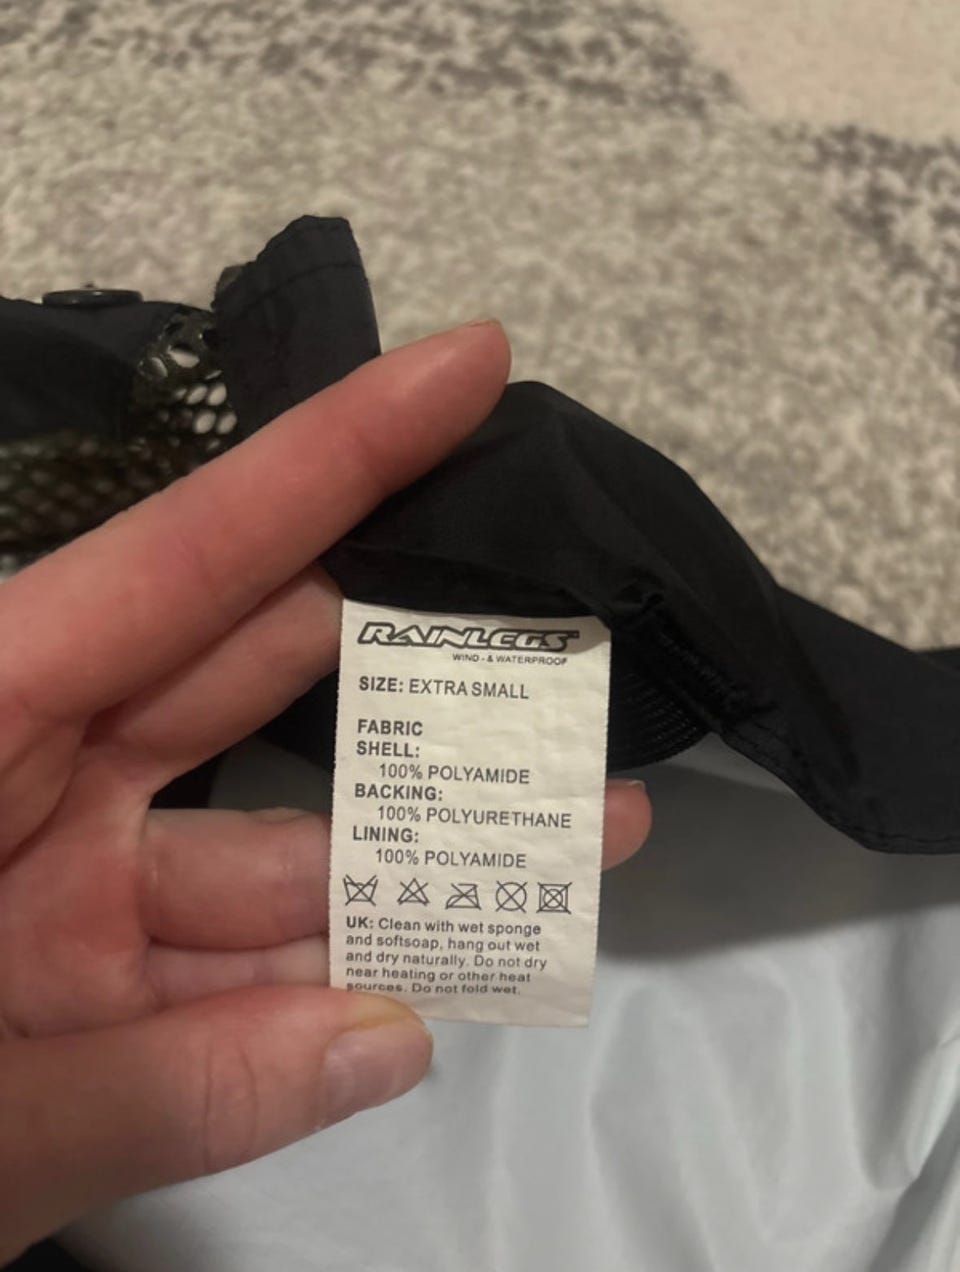 RAINLEGS
WIND - & WATERPROOF
SIZE: EXTRA SMALL
FABRIC
SHELL:
100% POLYAMIDE
BACKING:
100% POLYURETHANE
LINING:
100% POLYAMIDE
UK: Clean with wet sponge
and softsoap, hang out wet
and dry naturally. Do not dry
near heating or other heat
sources. Do not fold wet.